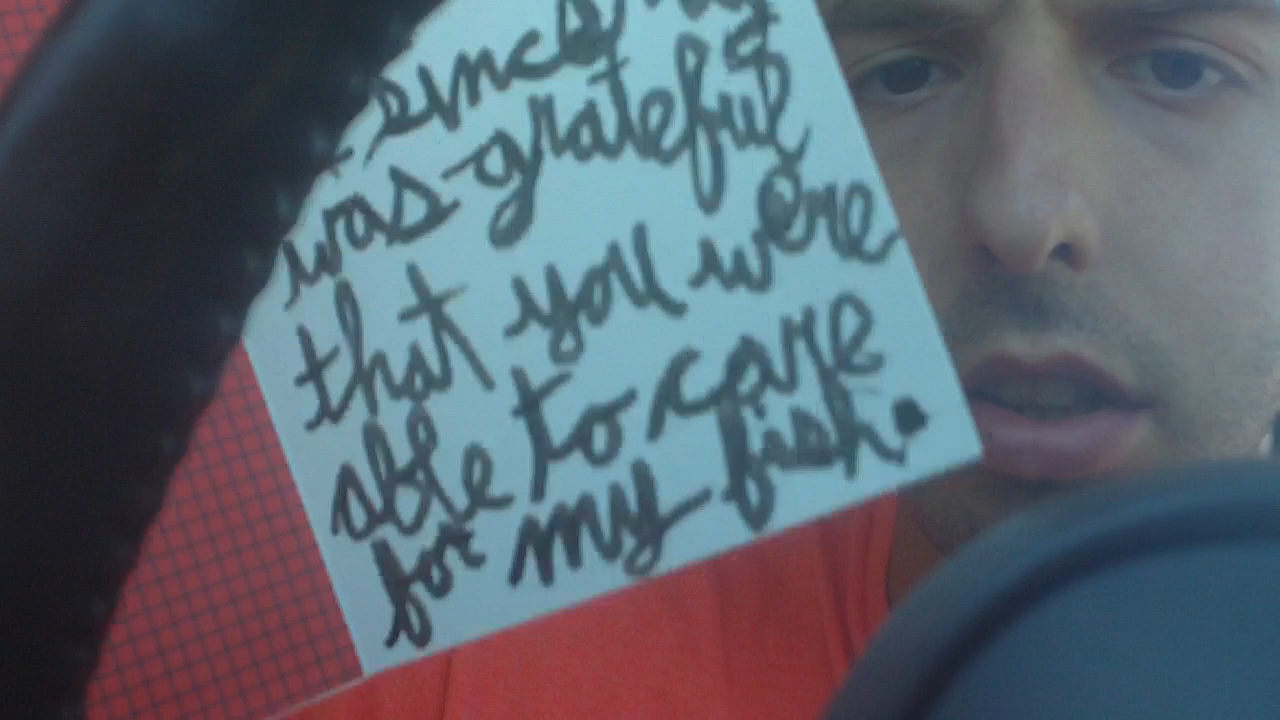 was grateful
that you were
able to care
for my fish.